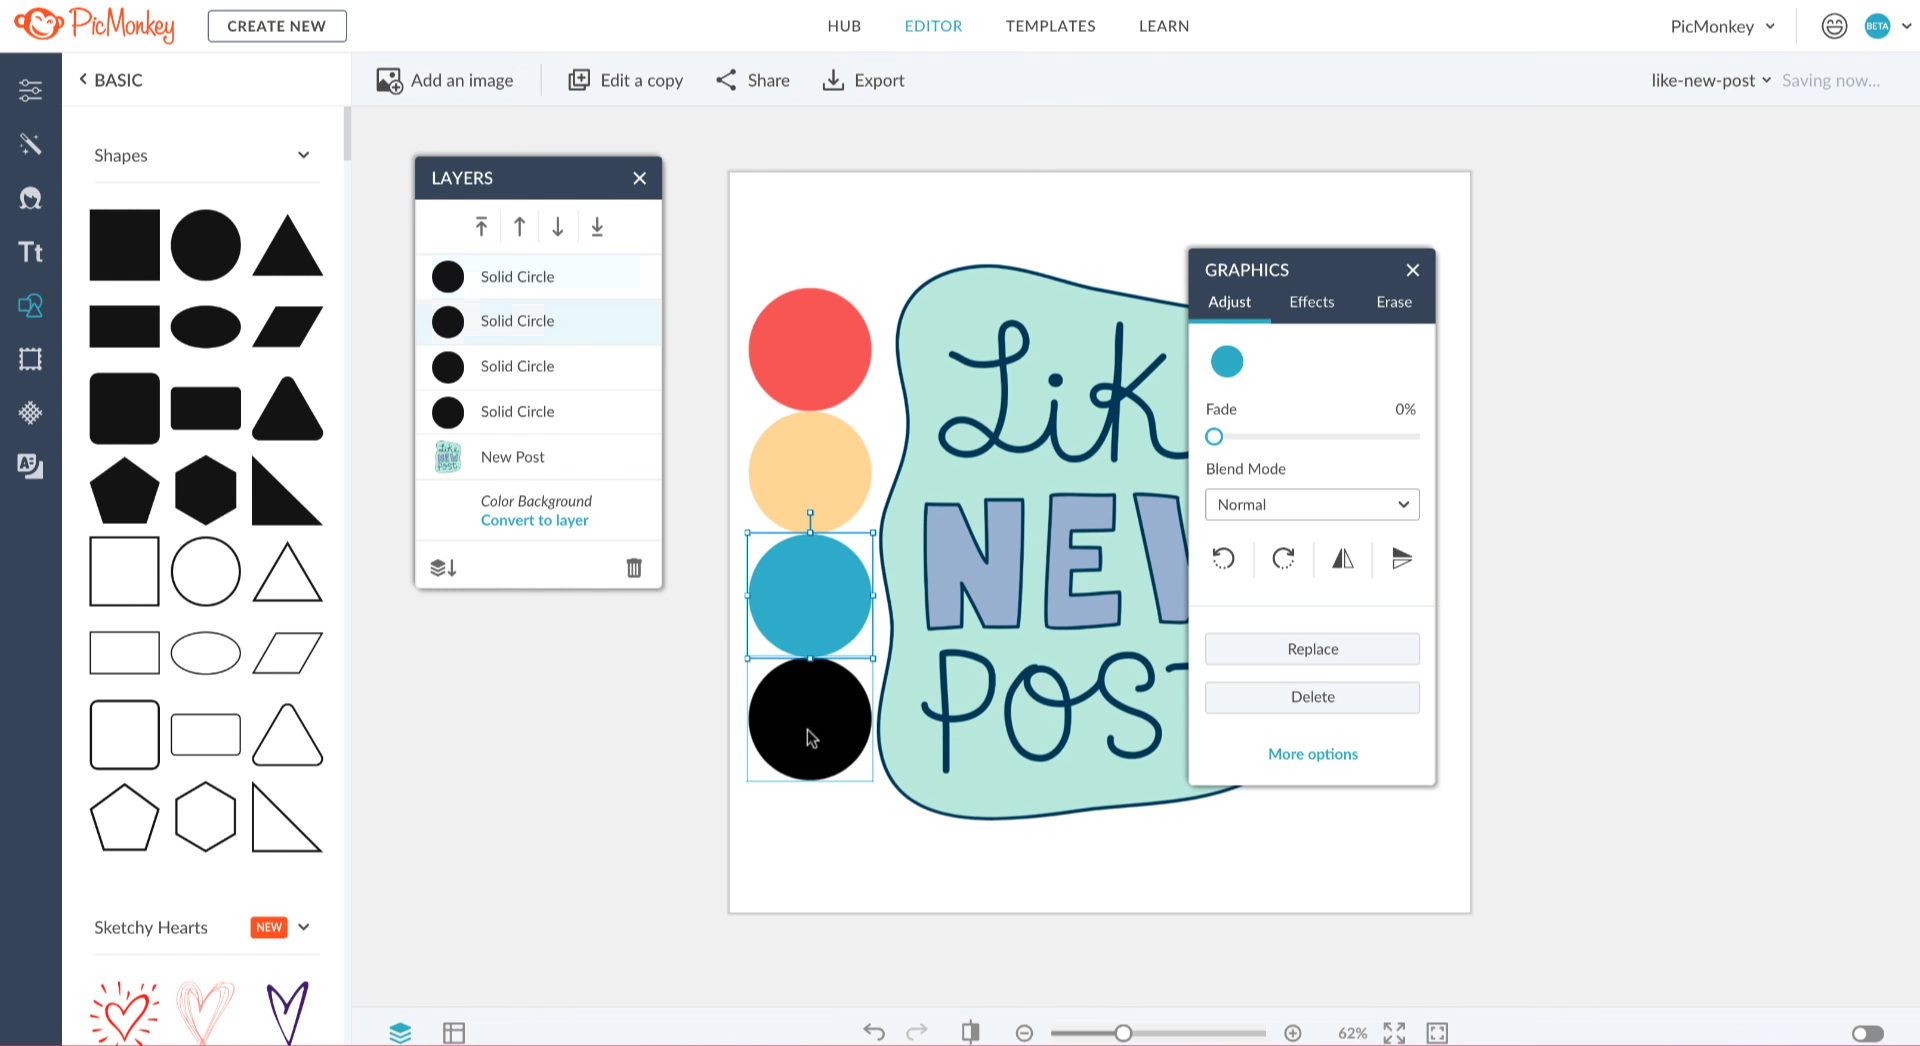 PicMonkey
CREATE NEW
HUB
EDITOR
TEMPLATES
LEARN
PicMonkey
BETA
BASIC
Add an image
Edit a copy
Share
Export
like-new-post
Saving now...
Tt
Shapes
Sketchy Hearts
NEW
LAYERS
Solid Circle
Solid Circle
Solid Circle
Solid Circle
New Post
Color Background
Convert to layer
Lik
NEW
POST
GRAPHICS
Adjust
Effects
Erase
Fade
0%
Blend Mode
Normal
Replace
Delete
More options
62%